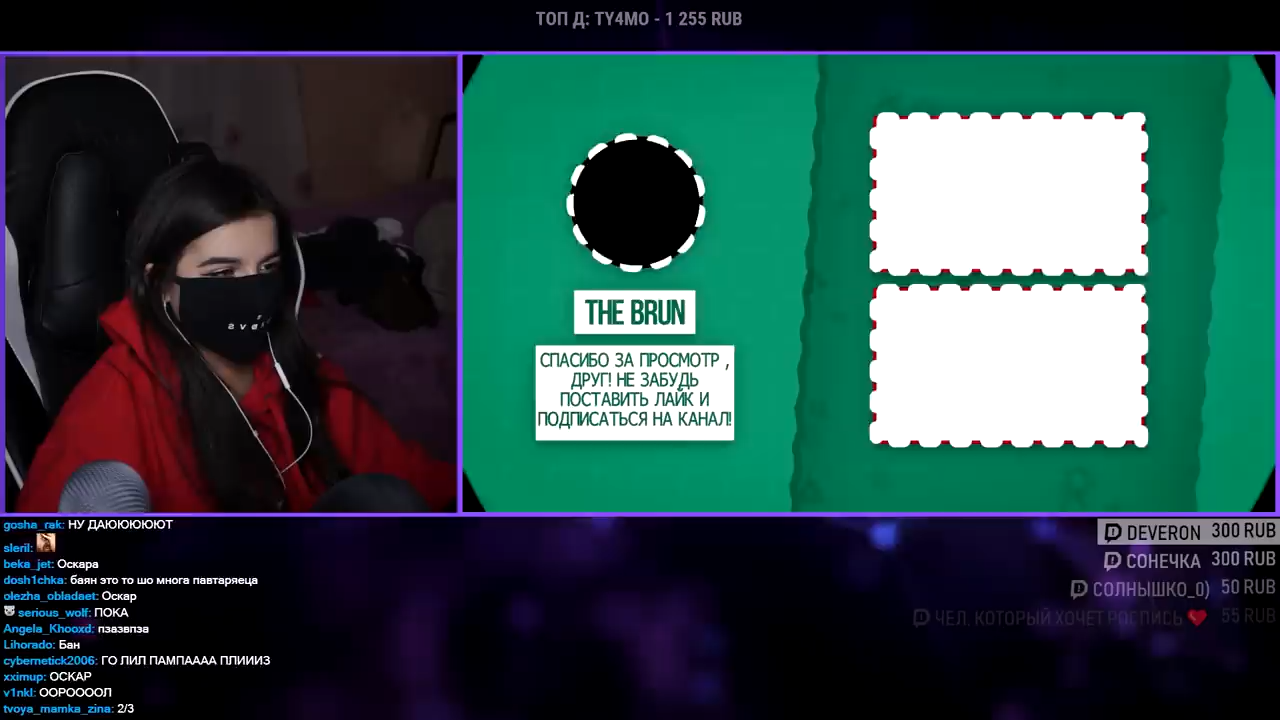 ТОП Д: TY4MO - 1 255 RUB
THE BRUN
СПАСИБО ЗА ПРОСМОТР ,
ДРУГ! НЕ ЗАБУДЬ
ПОСТАВИТЬ ЛАЙК И
ПОДПИСАТЬСЯ НА КАНАЛ!
gosha_rak: НУ ДАЮЮЮЮЮТ
sleril:
beka_jet: Оскара
dosh1chka: баян это то шо многа павтаряеца
olezha_obladaet: Оскар
serious_wolf: ПОКА
Angela_Khooxd: пзазвпза
Lihorado: Бан
cybernetick2006: ГО ЛИЛ ПАМПАААА ПЛИИИЗ
xximup: ОСКАР
v1nkl: ООРООООЛ
tvoya_mamka_zina: 2/3
DEVERON 300 RUB
СОНЕЧКА 300 RUB
СОЛНЫШКО_0) 50 RUB
ЧЕЛ, КОТОРЫЙ ХОЧЕТ РОСПИСЬ 55 RUB